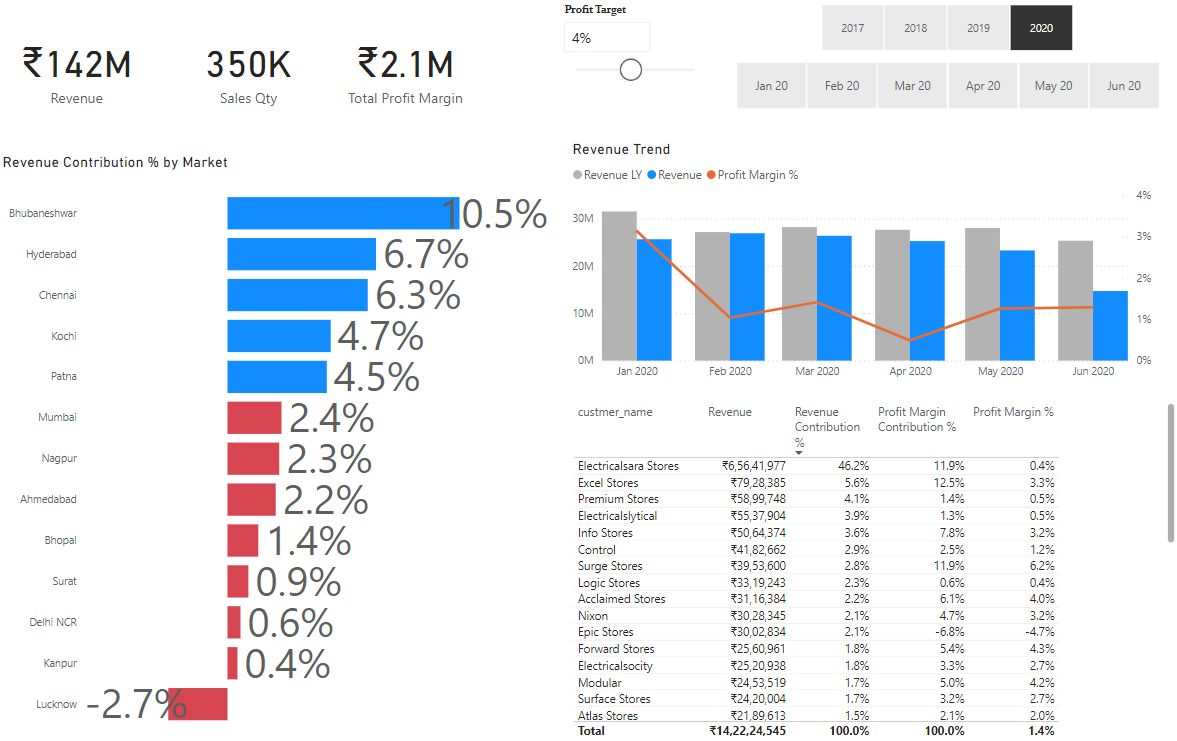 ₹142M
Revenue
350K
Sales Qty
₹2.1M
Total Profit Margin
Profit Target
4%
2017 2018 2019 2020
Jan 20 Feb 20 Mar 20 Apr 20 May 20 Jun 20
Revenue Contribution % by Market
Bhubaneshwar 10.5%
Hyderabad 6.7%
Chennai 6.3%
Kochi 4.7%
Patna 4.5%
Mumbai 2.4%
Nagpur 2.3%
Ahmedabad 2.2%
Bhopal 1.4%
Surat 0.9%
Delhi NCR 0.6%
Kanpur 0.4%
Lucknow -2.7%
Revenue Trend
Revenue LY Revenue Profit Margin %
30M
20M
10M
0M
4%
3%
2%
1%
0%
Jan 2020 Feb 2020 Mar 2020 Apr 2020 May 2020 Jun 2020
custmer_name Revenue Revenue Contribution % Profit Margin Contribution % Profit Margin %
Electricalsara Stores ₹6,56,41,977 46.2% 11.9% 0.4%
Excel Stores ₹79,28,385 5.6% 12.5% 3.3%
Premium Stores ₹58,99,748 4.1% 1.4% 0.5%
Electricalslytical ₹55,37,904 3.9% 1.3% 0.5%
Info Stores ₹50,64,374 3.6% 7.8% 3.2%
Control ₹41,82,662 2.9% 2.5% 1.2%
Surge Stores ₹39,53,600 2.8% 11.9% 6.2%
Logic Stores ₹33,19,243 2.3% 0.6% 0.4%
Acclaimed Stores ₹31,16,384 2.2% 6.1% 4.0%
Nixon ₹30,28,345 2.1% 4.7% 3.2%
Epic Stores ₹30,02,834 2.1% -6.8% -4.7%
Forward Stores ₹25,60,961 1.8% 5.4% 4.3%
Electricalsocity ₹25,20,938 1.8% 3.3% 2.7%
Modular ₹24,53,519 1.7% 5.0% 4.2%
Surface Stores ₹24,20,004 1.7% 3.2% 2.7%
Atlas Stores ₹21,89,613 1.5% 2.1% 2.0%
Total ₹14,22,24,545 100.0% 100.0% 1.4%